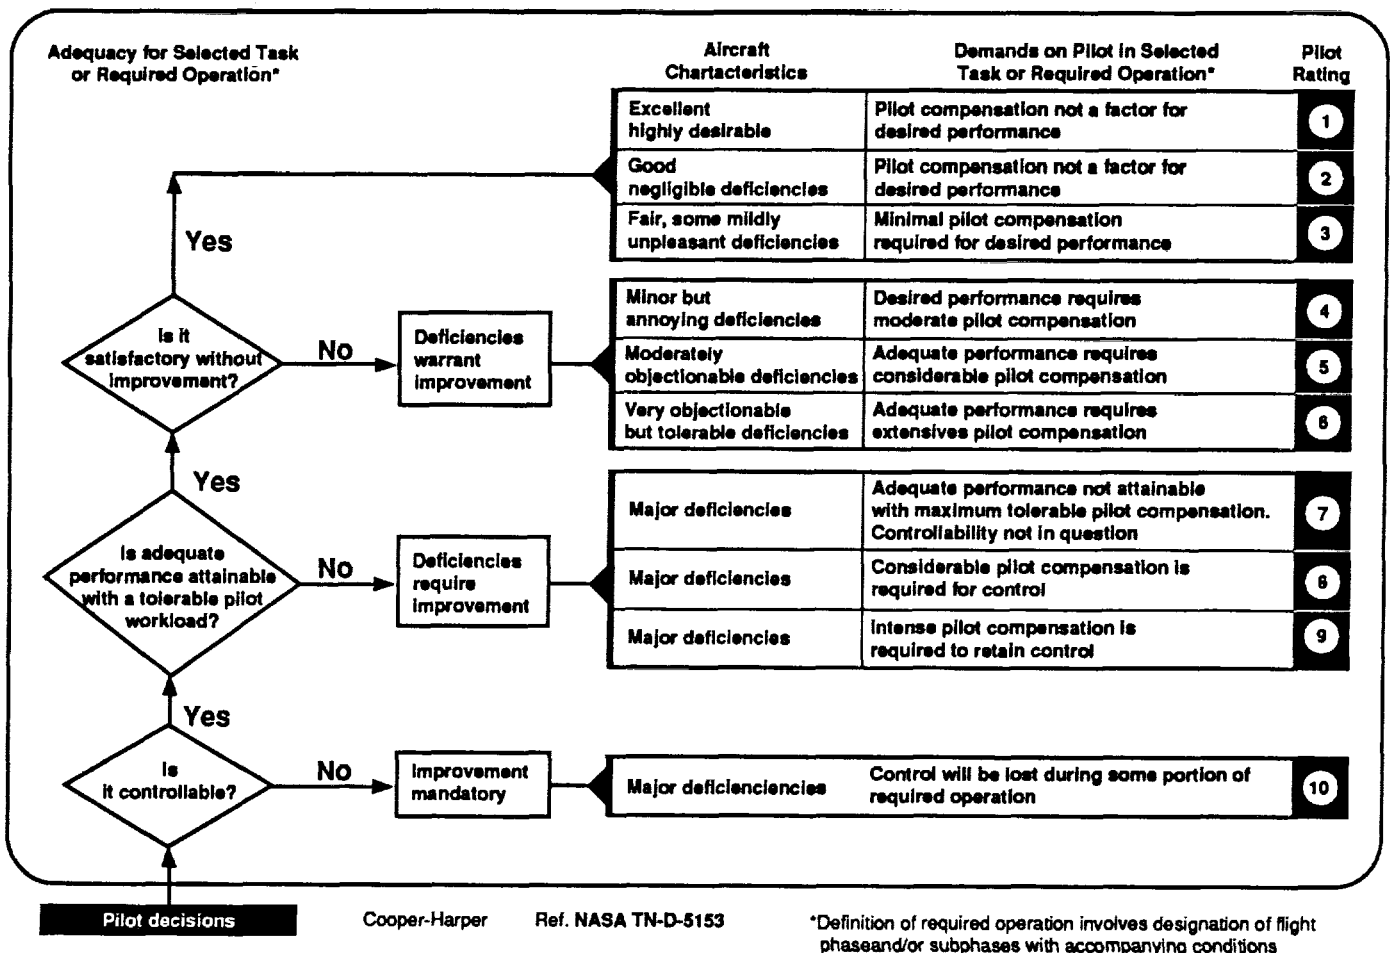 Adequacy for Selected Task
or Required Operation*
Aircraft
Chartacteristics
Demands on Pilot in Selected
Task or Required Operation*
Pilot
Rating
Excellent
highly desirable
Pilot compensation not a factor for
desired performance
1
Good
negligible deficiencies
Pilot compensation not a factor for
desired performance
2
Fair, some mildly
unpleasant deficiencies
Minimal pilot compensation
required for desired performance
3
Yes
Is it
satisfactory without
improvement?
No
Deficiencies
warrant
improvement
Minor but
annoying deficiencies
Desired performance requires
moderate pilot compensation
4
Moderately
objectionable deficiencies
Adequate performance requires
considerable pilot compensation
5
Very objectionable
but tolerable deficiencies
Adequate performance requires
extensives pilot compensation
6
Yes
Is adequate
performance attainable
with a tolerable pilot
workload?
No
Deficiencies
require
improvement
Major deficiencies
Adequate performance not attainable
with maximum tolerable pilot compensation.
Controllability not in question
7
Major deficiencies
Considerable pilot compensation is
required for control
8
Major deficiencies
Intense pilot compensation is
required to retain control
9
Yes
Is
it controllable?
No
Improvement
mandatory
Major deficienciencies
Control will be lost during some portion of
required operation
10
Pilot decisions
Cooper-Harper
Ref. NASA TN-D-5153
*Definition of required operation involves designation of flight
phaseand/or subphases with accompanying conditions